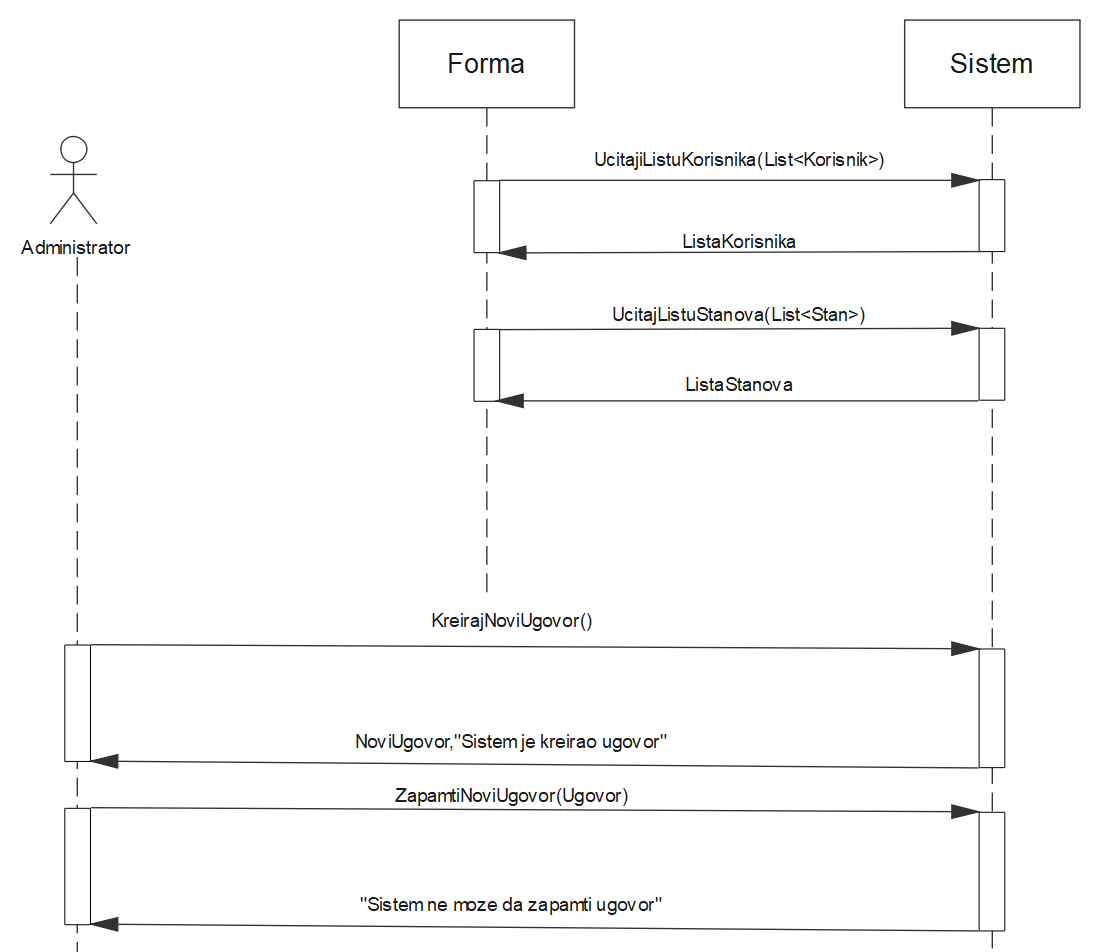 Forma
Sistem
Administrator
UcitajiListuKorisnika(List<Korisnik>)
ListaKorisnika
UcitajListuStanova(List<Stan>)
ListaStanova
KreirajNoviUgovor()
NoviUgovor,"Sistem je kreirao ugovor"
ZapamtiNoviUgovor(Ugovor)
"Sistem ne moze da zapamti ugovor"